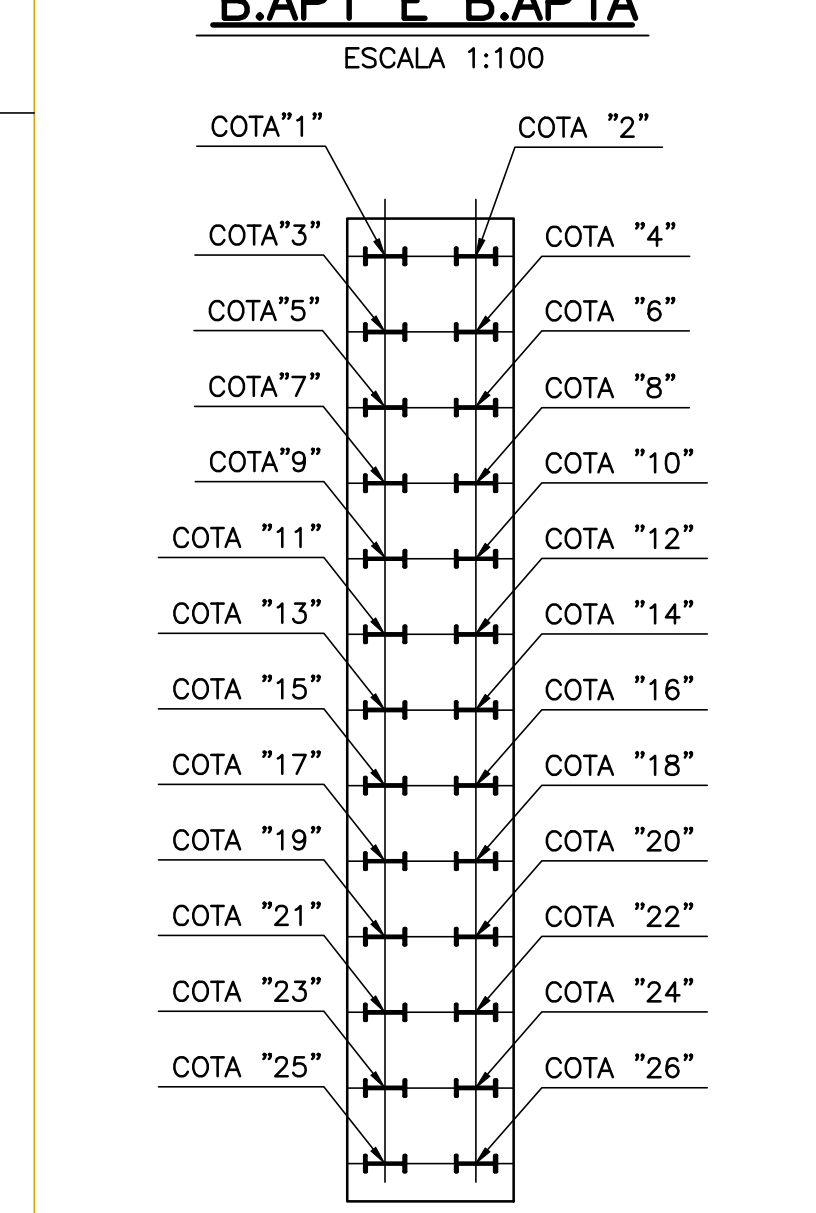 B.APT E B.APTA
ESCALA 1:100
COTA”1” COTA ”2”
COTA”3” COTA ”4”
COTA”5” COTA ”6”
COTA”7” COTA ”8”
COTA”9” COTA ”10”
COTA ”11” COTA ”12”
COTA ”13” COTA ”14”
COTA ”15” COTA ”16”
COTA ”17” COTA ”18”
COTA ”19” COTA ”20”
COTA ”21” COTA ”22”
COTA ”23” COTA ”24”
COTA ”25” COTA ”26”